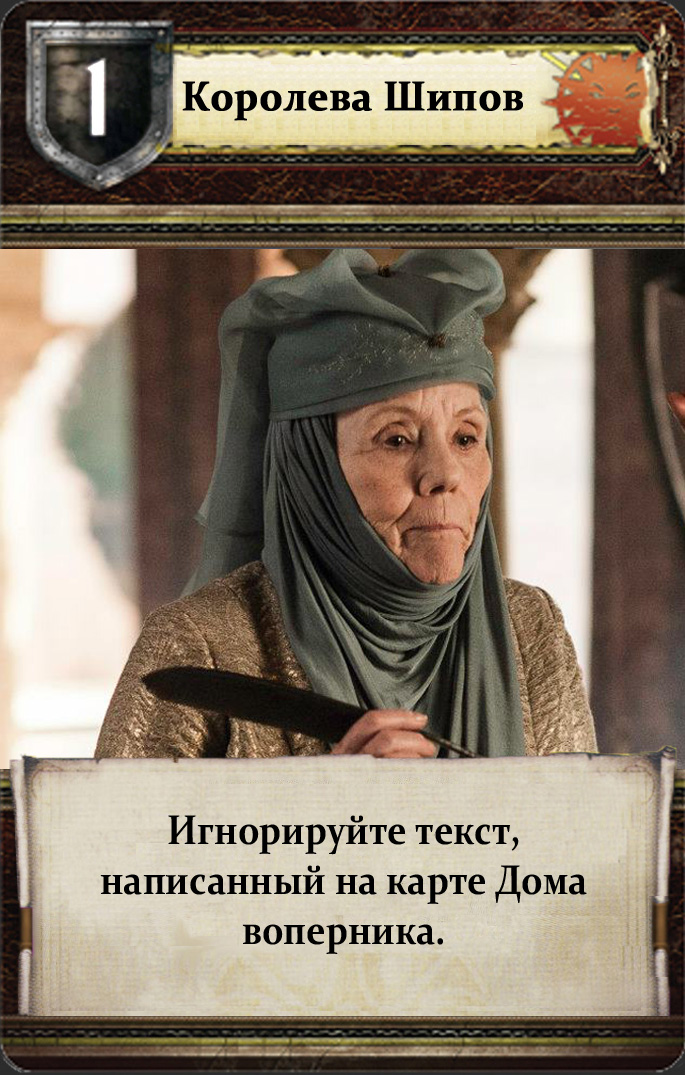 1
Королева Шипов
Игнорируйте текст,
написанный на карте Дома
воперника.